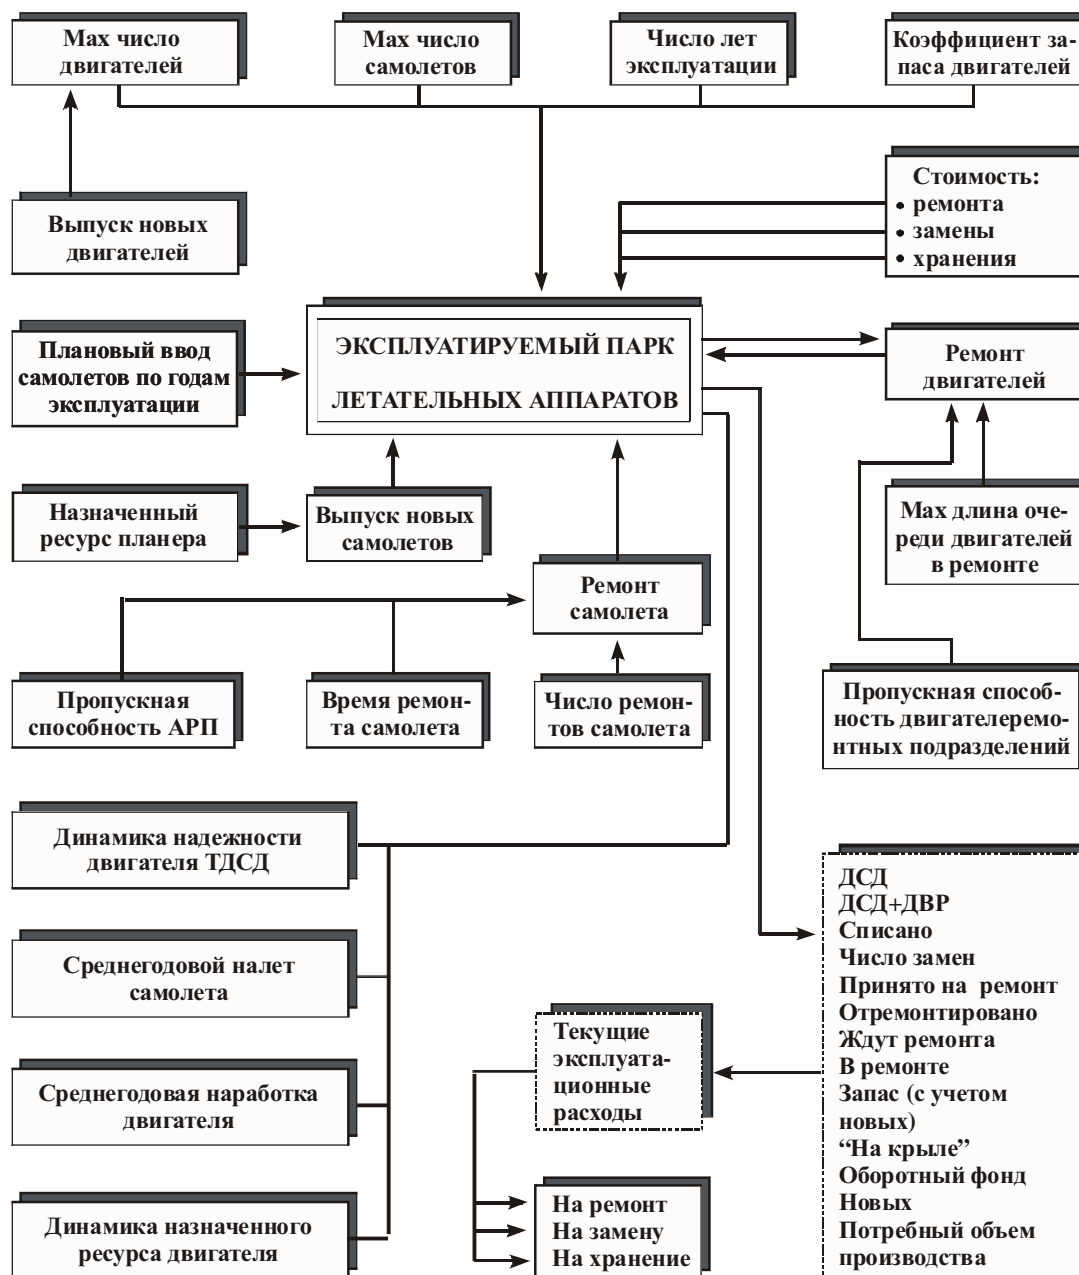 Мах число
двигателей
Мах число
самолетов
Число лет
эксплуатации
Коэффициент за-
паса двигателей
Стоимость:
• ремонта
• замены
• хранения
Выпуск новых
двигателей
Плановый ввод
самолетов по годам
эксплуатации
ЭКСПЛУАТИРУЕМЫЙ ПАРК
ЛЕТАТЕЛЬНЫХ АППАРАТОВ
Ремонт
двигателей
Назначенный
ресурс планера
Выпуск новых
самолетов
Мах длина оче-
реди двигателей
в ремонте
Ремонт
самолета
Пропускная
способность АРП
Время ремон-
та самолета
Число ремон-
тов самолета
Пропускная способ-
ность двигателеремо-
нтных подразделений
Динамика надежности
двигателя ТДСД
Среднегодовой налет
самолета
Среднегодовая наработка
двигателя
Динамика назначенного
ресурса двигателя
Текущие
эксплуата-
ционные
расходы
На ремонт
На замену
На хранение
ДСД
ДСД+ДВР
Списано
Число замен
Принято на ремонт
Отремонтировано
Ждут ремонта
В ремонте
Запас (с учетом
новых)
“На крыле”
Оборотный фонд
Новых
Потребный объем
производства